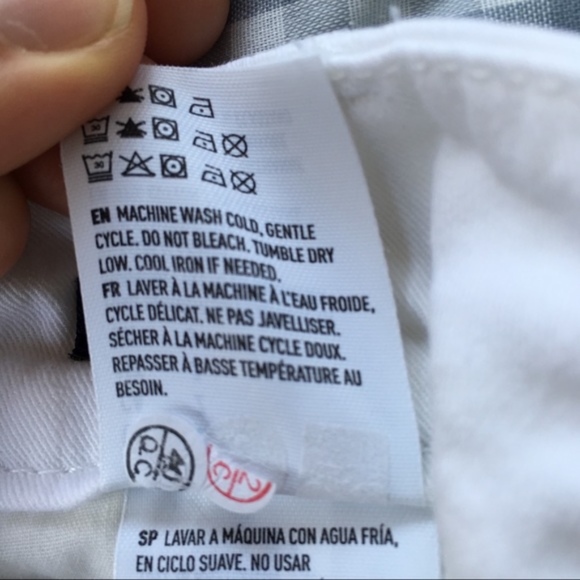 30
30
EN MACHINE WASH COLD, GENTLE
CYCLE. DO NOT BLEACH. TUMBLE DRY
LOW. COOL IRON IF NEEDED.
FR LAVER À LA MACHINE À L'EAU FROIDE,
CYCLE DÉLICAT. NE PAS JAVELLISER.
SÉCHER À LA MACHINE CYCLE DOUX.
REPASSER À BASSE TEMPÉRATURE AU
BESOIN.
SP LAVAR A MÁQUINA CON AGUA FRÍA,
EN CICLO SUAVE. NO USAR